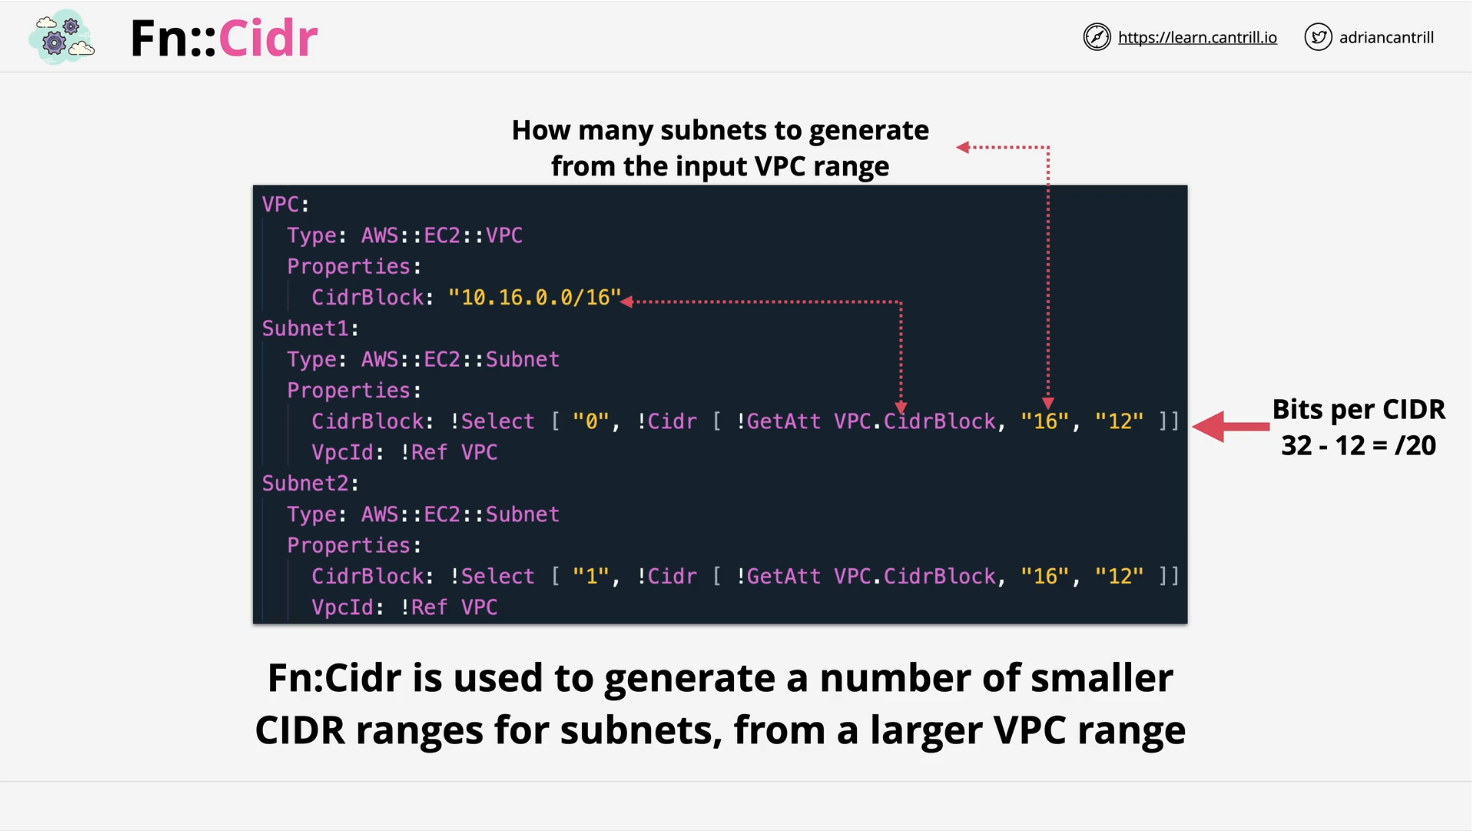 Fn::Cidr
https://learn.cantrill.io
adriancantrill
How many subnets to generate
from the input VPC range
VPC:
Type: AWS::EC2::VPC
Properties:
CidrBlock: "10.16.0.0/16"
Subnet1:
Type: AWS::EC2::Subnet
Properties:
CidrBlock: !Select [ "0", !Cidr [ !GetAtt VPC.CidrBlock, "16", "12" ]]
VpcId: !Ref VPC
Subnet2:
Type: AWS::EC2::Subnet
Properties:
CidrBlock: !Select [ "1", !Cidr [ !GetAtt VPC.CidrBlock, "16", "12" ]]
VpcId: !Ref VPC
Bits per CIDR
32 - 12 = /20
Fn:Cidr is used to generate a number of smaller
CIDR ranges for subnets, from a larger VPC range